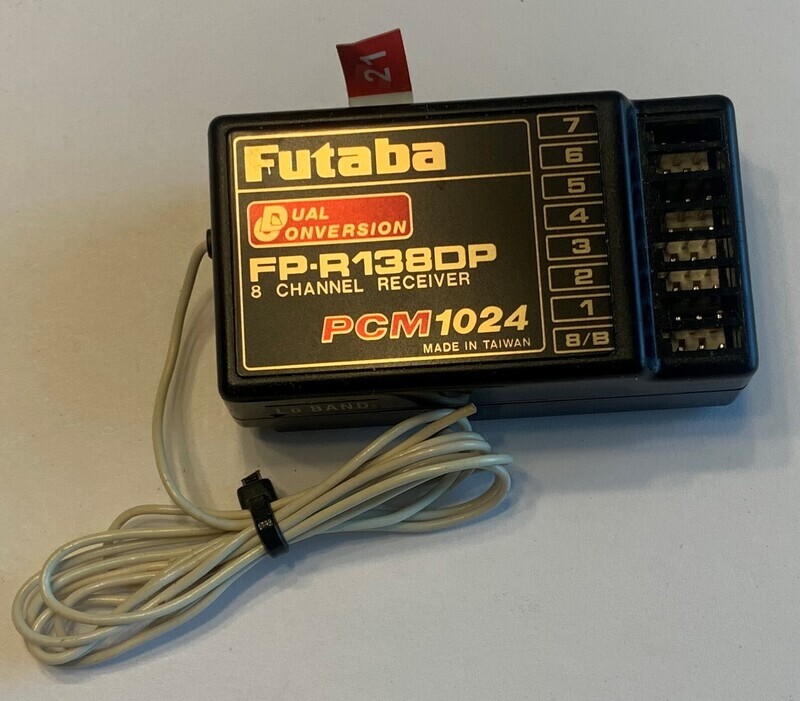 21
Futaba
DUAL
CONVERSION
FP-R138DP
8 CHANNEL RECEIVER
PCM1024
MADE IN TAIWAN
7
6
5
4
3
2
1
8/B
Lo BAND